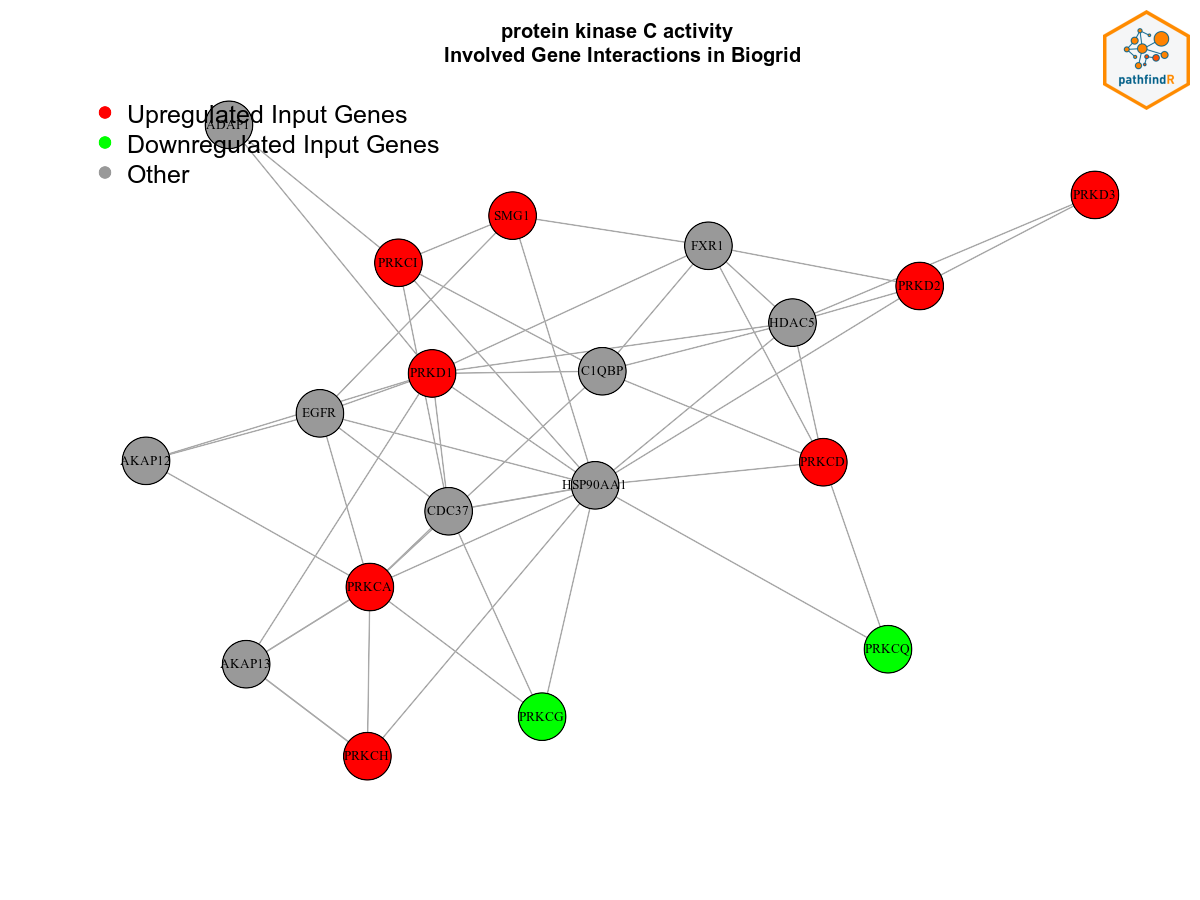 protein kinase C activity
Involved Gene Interactions in Biogrid
pathfindR
Upregulated Input Genes
ADAP1
Downregulated Input Genes
Other
PRKD3
SMG1
FXR1
PRKCI
PRKD2
HDAC5
PRKD1
C1QBP
EGFR
AKAP12
PRKCD
HSP90AA1
CDC37
PRKCA
PRKCQ
AKAP13
PRKCG
PRKCH